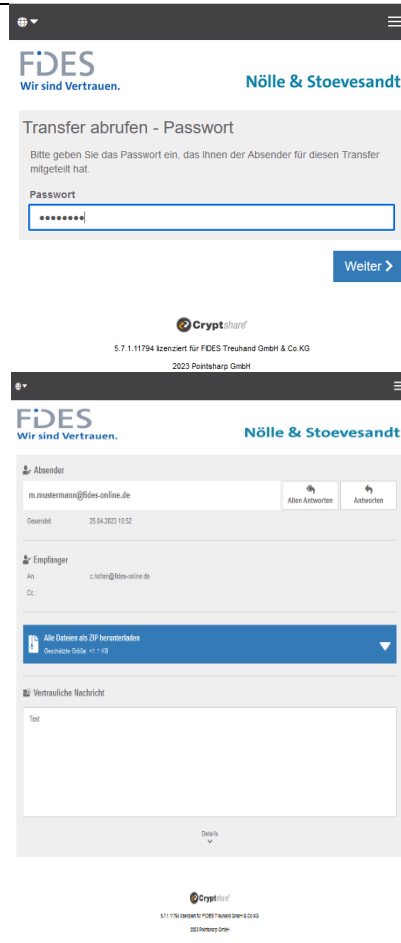 FiDES
Wir sind Vertrauen.
Nölle & Stoevesandt
Transfer abrufen - Passwort
Bitte geben Sie das Passwort ein, das Ihnen der Absender für diesen Transfer
mitgeteilt hat.
Passwort
••••••••
Weiter
Cryptshare
5.7.1.11794 lizenziert für FIDES Treuhand GmbH & Co.KG
2023 Pointsharp GmbH
FiDES
Wir sind Vertrauen.
Nölle & Stoevesandt
Absender
m.mustermann@fides-online.de
Allen Antworten
Antworten
Gesendet: 25.04.2023 10:52
Empfänger
An: c.holten@fides-online.de
Cc:
Alle Dateien als ZIP herunterladen
Geschätzte Größe: <1.1 KB
Vertrauliche Nachricht
Test
Details
Cryptshare
5.7.1.11794 lizenziert für FIDES Treuhand GmbH & Co.KG
2023 Pointsharp GmbH